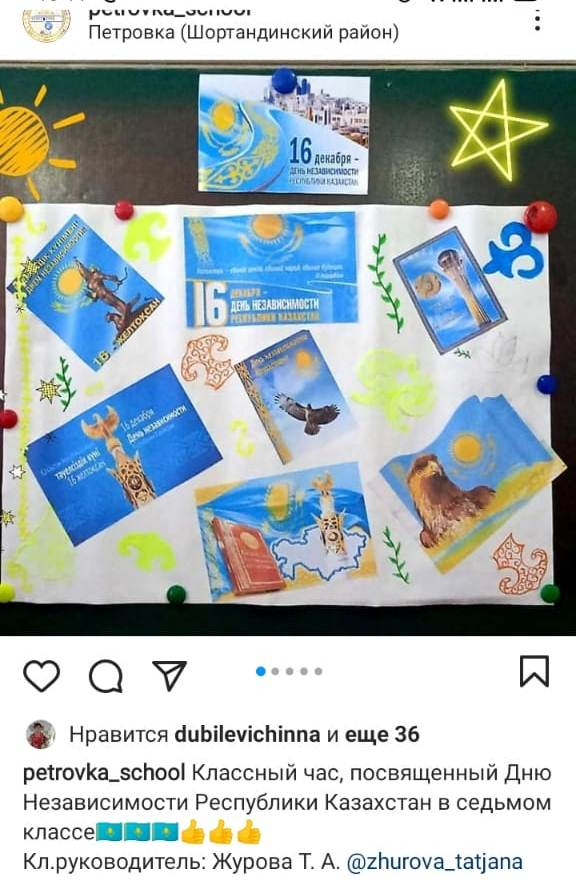 petrovka_school
Петровка (Шортандинский район)
16 декабря –
ДЕНЬ НЕЗАВИСИМОСТИ
РЕСПУБЛИКИ КАЗАХСТАН
16 ЖЕЛТОҚСАН
16 ДЕКАБРЯ –
ДЕНЬ НЕЗАВИСИМОСТИ
РЕСПУБЛИКИ КАЗАХСТАН
День независимости
16 декабря
День независимости
тәуелсіздік күні
16 желтоқсан
Нравится dubilevichinna и еще 36
petrovka_school Классный час, посвященный Дню
Независимости Республики Казахстан в седьмом
классе🇰🇿🇰🇿🇰🇿👍👍👍
Кл.руководитель: Журова Т. А. @zhurova_tatjana